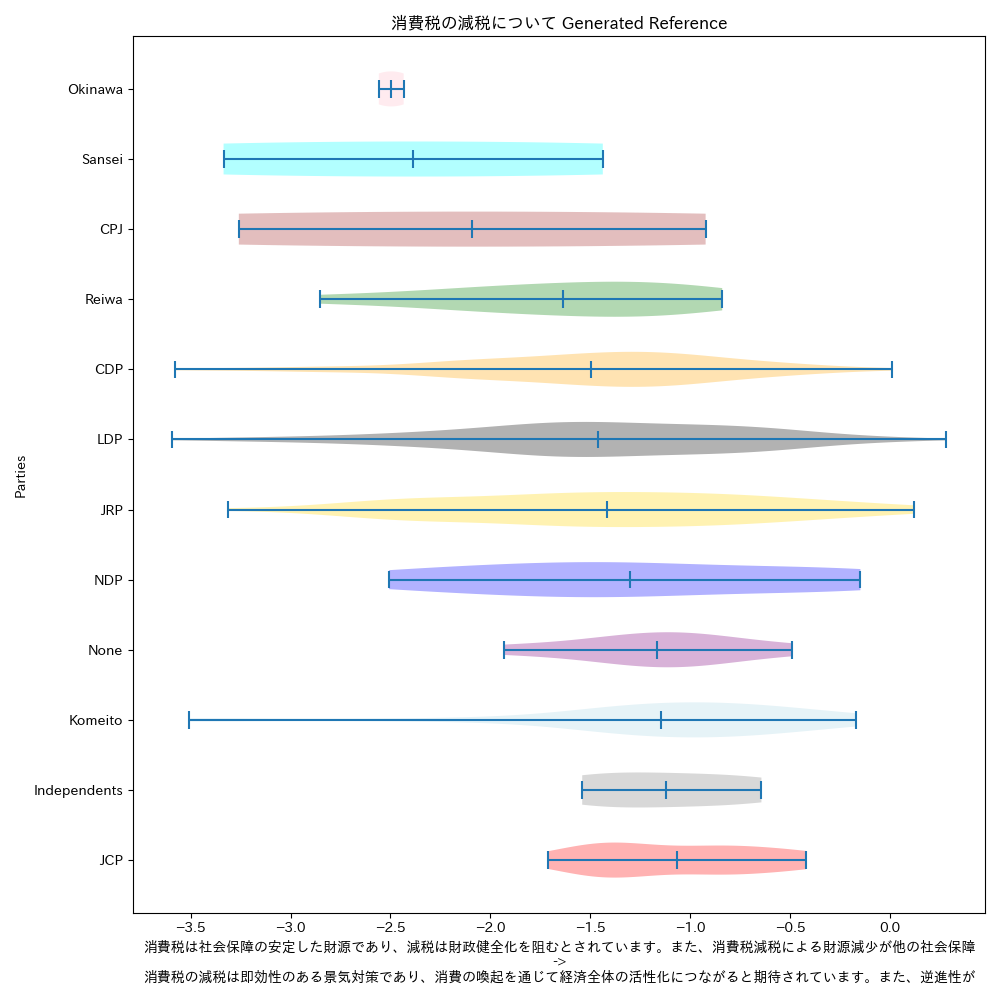 消費税の減税について Generated Reference
Okinawa
Sansei
CPJ
Reiwa
CDP
LDP
JRP
NDP
None
Komeito
Independents
JCP
Parties
−3.5 −3.0 −2.5 −2.0 −1.5 −1.0 −0.5 0.0
消費税は社会保障の安定した財源であり、減税は財政健全化を阻むとされています。また、消費税減税による財源減少が他の社会保障
->
消費税の減税は即効性のある景気対策であり、消費の喚起を通じて経済全体の活性化につながると期待されています。また、逆進性が